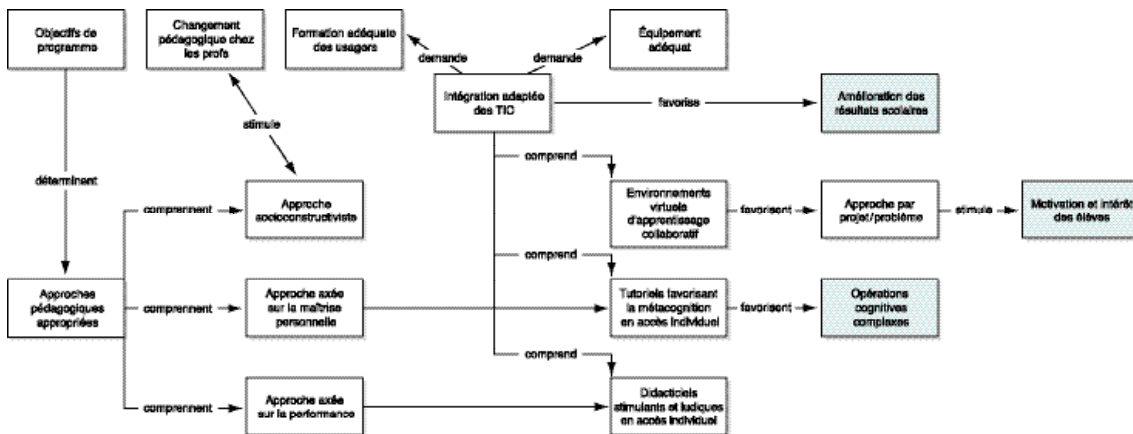 Objectifs de
programme
Changement
pédagogique chez
les profs
Formation adéquate
des usagers
Équipement
adéquat
demande
demande
Intégration adaptée
des TIC
favorise
Amélioration des
résultats scolaires
stimule
comprend
déterminent
comprennent
Approche
socioconstructiviste
Environnements
virtuels
d'apprentissage
collaboratif
favorisent
Approche par
projet/problème
stimule
Motivation et intérêt
des élèves
comprend
Approches
pédagogiques
appropriées
comprennent
Approche axée
sur la maîtrise
personnelle
Tutoriels favorisant
la métacognition
en accès individuel
favorisent
Opérations
cognitives
complexes
comprend
comprennent
Approche axée
sur la performance
Didacticiels
stimulants et ludiques
en accès individuel